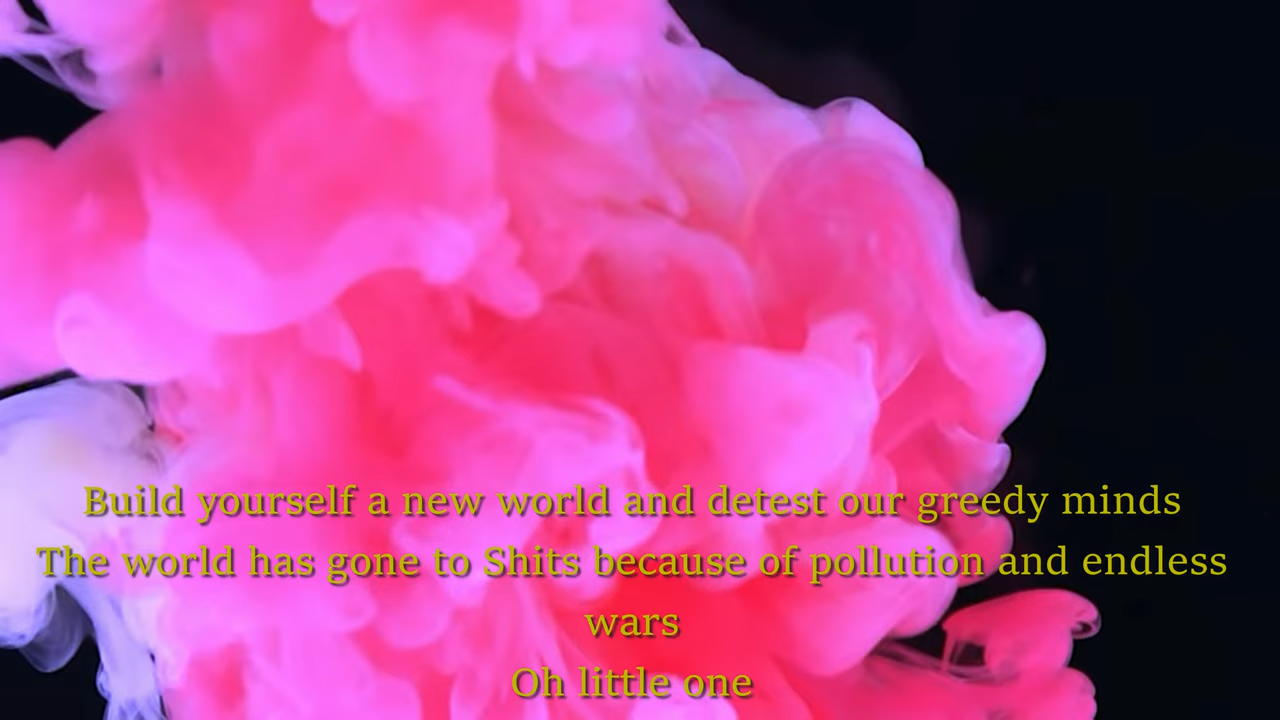 Build yourself a new world and detest our greedy minds
The world has gone to Shits because of pollution and endless
wars
Oh little one